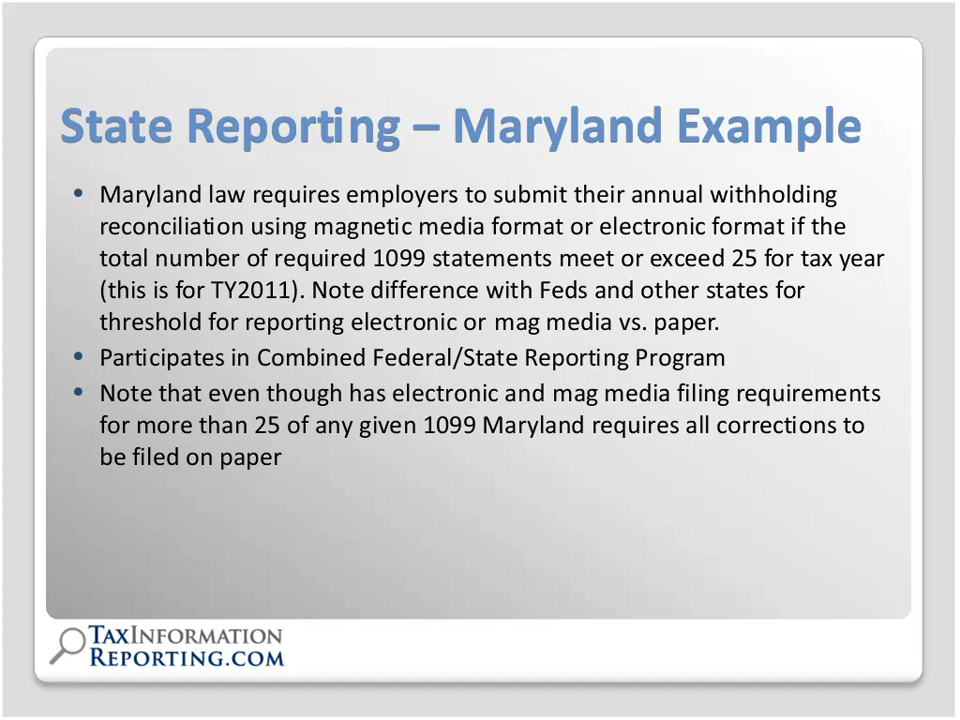 State Reporting – Maryland Example
• Maryland law requires employers to submit their annual withholding
reconciliation using magnetic media format or electronic format if the
total number of required 1099 statements meet or exceed 25 for tax year
(this is for TY2011). Note difference with Feds and other states for
threshold for reporting electronic or mag media vs. paper.
• Participates in Combined Federal/State Reporting Program
• Note that even though has electronic and mag media filing requirements
for more than 25 of any given 1099 Maryland requires all corrections to
be filed on paper
TaxInformation
Reporting.com